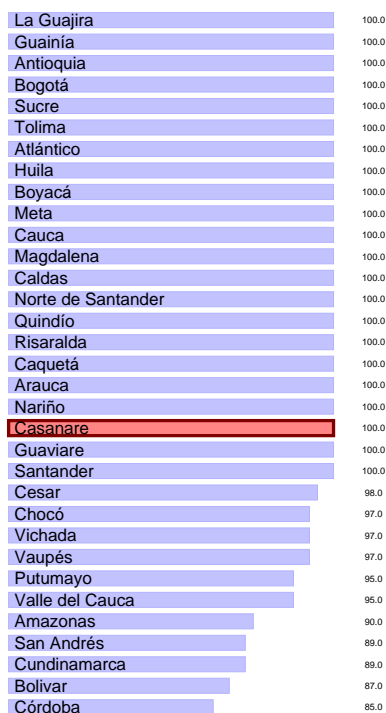 La Guajira 100.0
Guainía 100.0
Antioquia 100.0
Bogotá 100.0
Sucre 100.0
Tolima 100.0
Atlántico 100.0
Huila 100.0
Boyacá 100.0
Meta 100.0
Cauca 100.0
Magdalena 100.0
Caldas 100.0
Norte de Santander 100.0
Quindío 100.0
Risaralda 100.0
Caquetá 100.0
Arauca 100.0
Nariño 100.0
Casanare 100.0
Guaviare 100.0
Santander 100.0
Cesar 98.0
Chocó 97.0
Vichada 97.0
Vaupés 97.0
Putumayo 95.0
Valle del Cauca 95.0
Amazonas 90.0
San Andrés 89.0
Cundinamarca 89.0
Bolivar 87.0
Córdoba 85.0